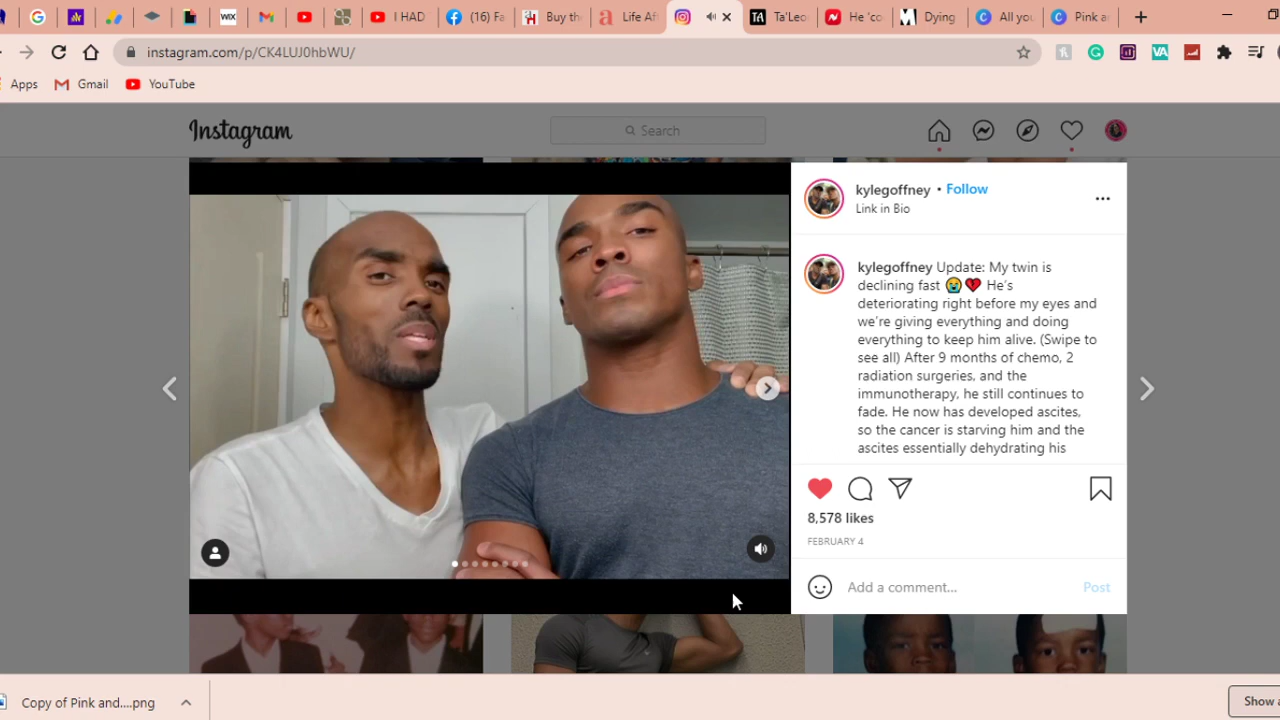 WIX
I HAD
(16) Fa
Buy the
Life Af
Ta'Leo
He 'co
Dying
All you
Pink a
instagram.com/p/CK4LUJ0hbWU/
Apps
Gmail
YouTube
Instagram
Search
kylegoffney • Follow
Link in Bio
kylegoffney Update: My twin is
declining fast 😭💔 He's
deteriorating right before my eyes and
we're giving everything and doing
everything to keep him alive. (Swipe to
see all) After 9 months of chemo, 2
radiation surgeries, and the
immunotherapy, he still continues to
fade. He now has developed ascites,
so the cancer is starving him and the
ascites essentially dehydrating his
8,578 likes
FEBRUARY 4
Add a comment...
Post
Copy of Pink and....png
Show a